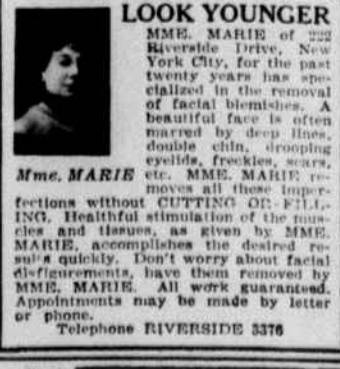 LOOK YOUNGER
MME. MARIE of
Riverside Drive, New
York City, for the past
twenty years has spe-
cialized in the removal
of facial blemishes. A
beautiful face is often
marred by deep lines,
double chin, drooping
eyelids, freckles, scars,
Mme. MARIE etc. MME. MARIE re-
moves all these imper-
fections without CUTTING OR FILL-
ING. Healthful stimulation of the mus-
cles and tissues, as given by MME.
MARIE, accomplishes the desired re-
sults quickly. Don't worry about facial
disfigurements, have them removed by
MME. MARIE. All work guaranteed.
Appointments may be made by letter
or phone.
Telephone RIVERSIDE 3376